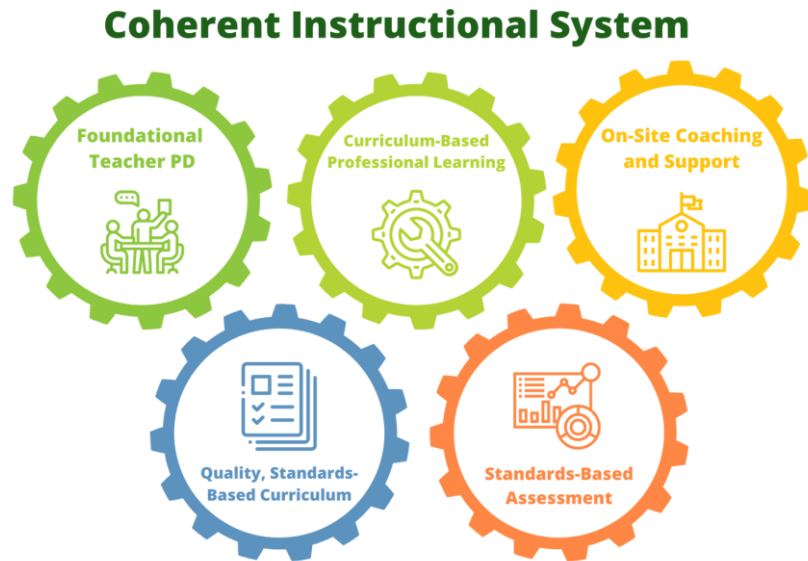 Coherent Instructional System
Foundational
Teacher PD
Curriculum-Based
Professional Learning
On-Site Coaching
and Support
Quality, Standards-
Based Curriculum
Standards-Based
Assessment